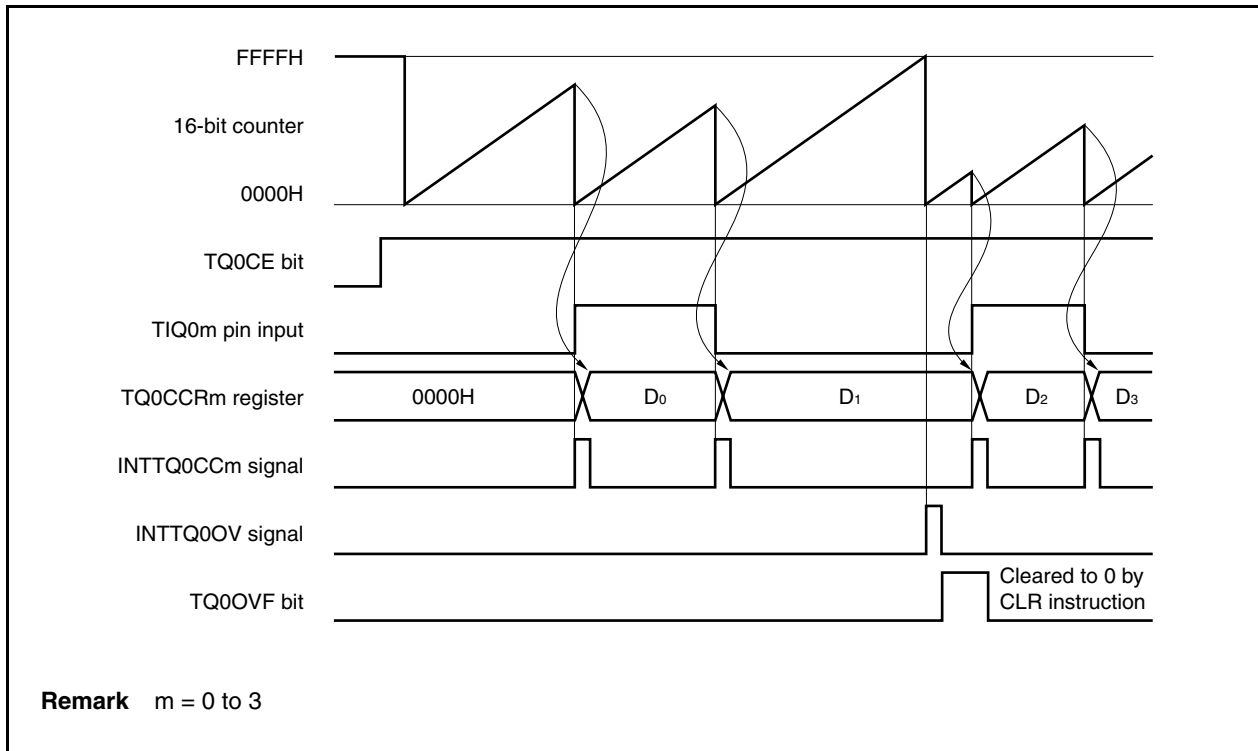 FFFFH
16-bit counter
0000H
TQ0CE bit
TIQ0m pin input
TQ0CCRm register
0000H
D0
D1
D2
D3
INTTQ0CCm signal
INTTQ0OV signal
TQ0OVF bit
Cleared to 0 by
CLR instruction
Remark m = 0 to 3